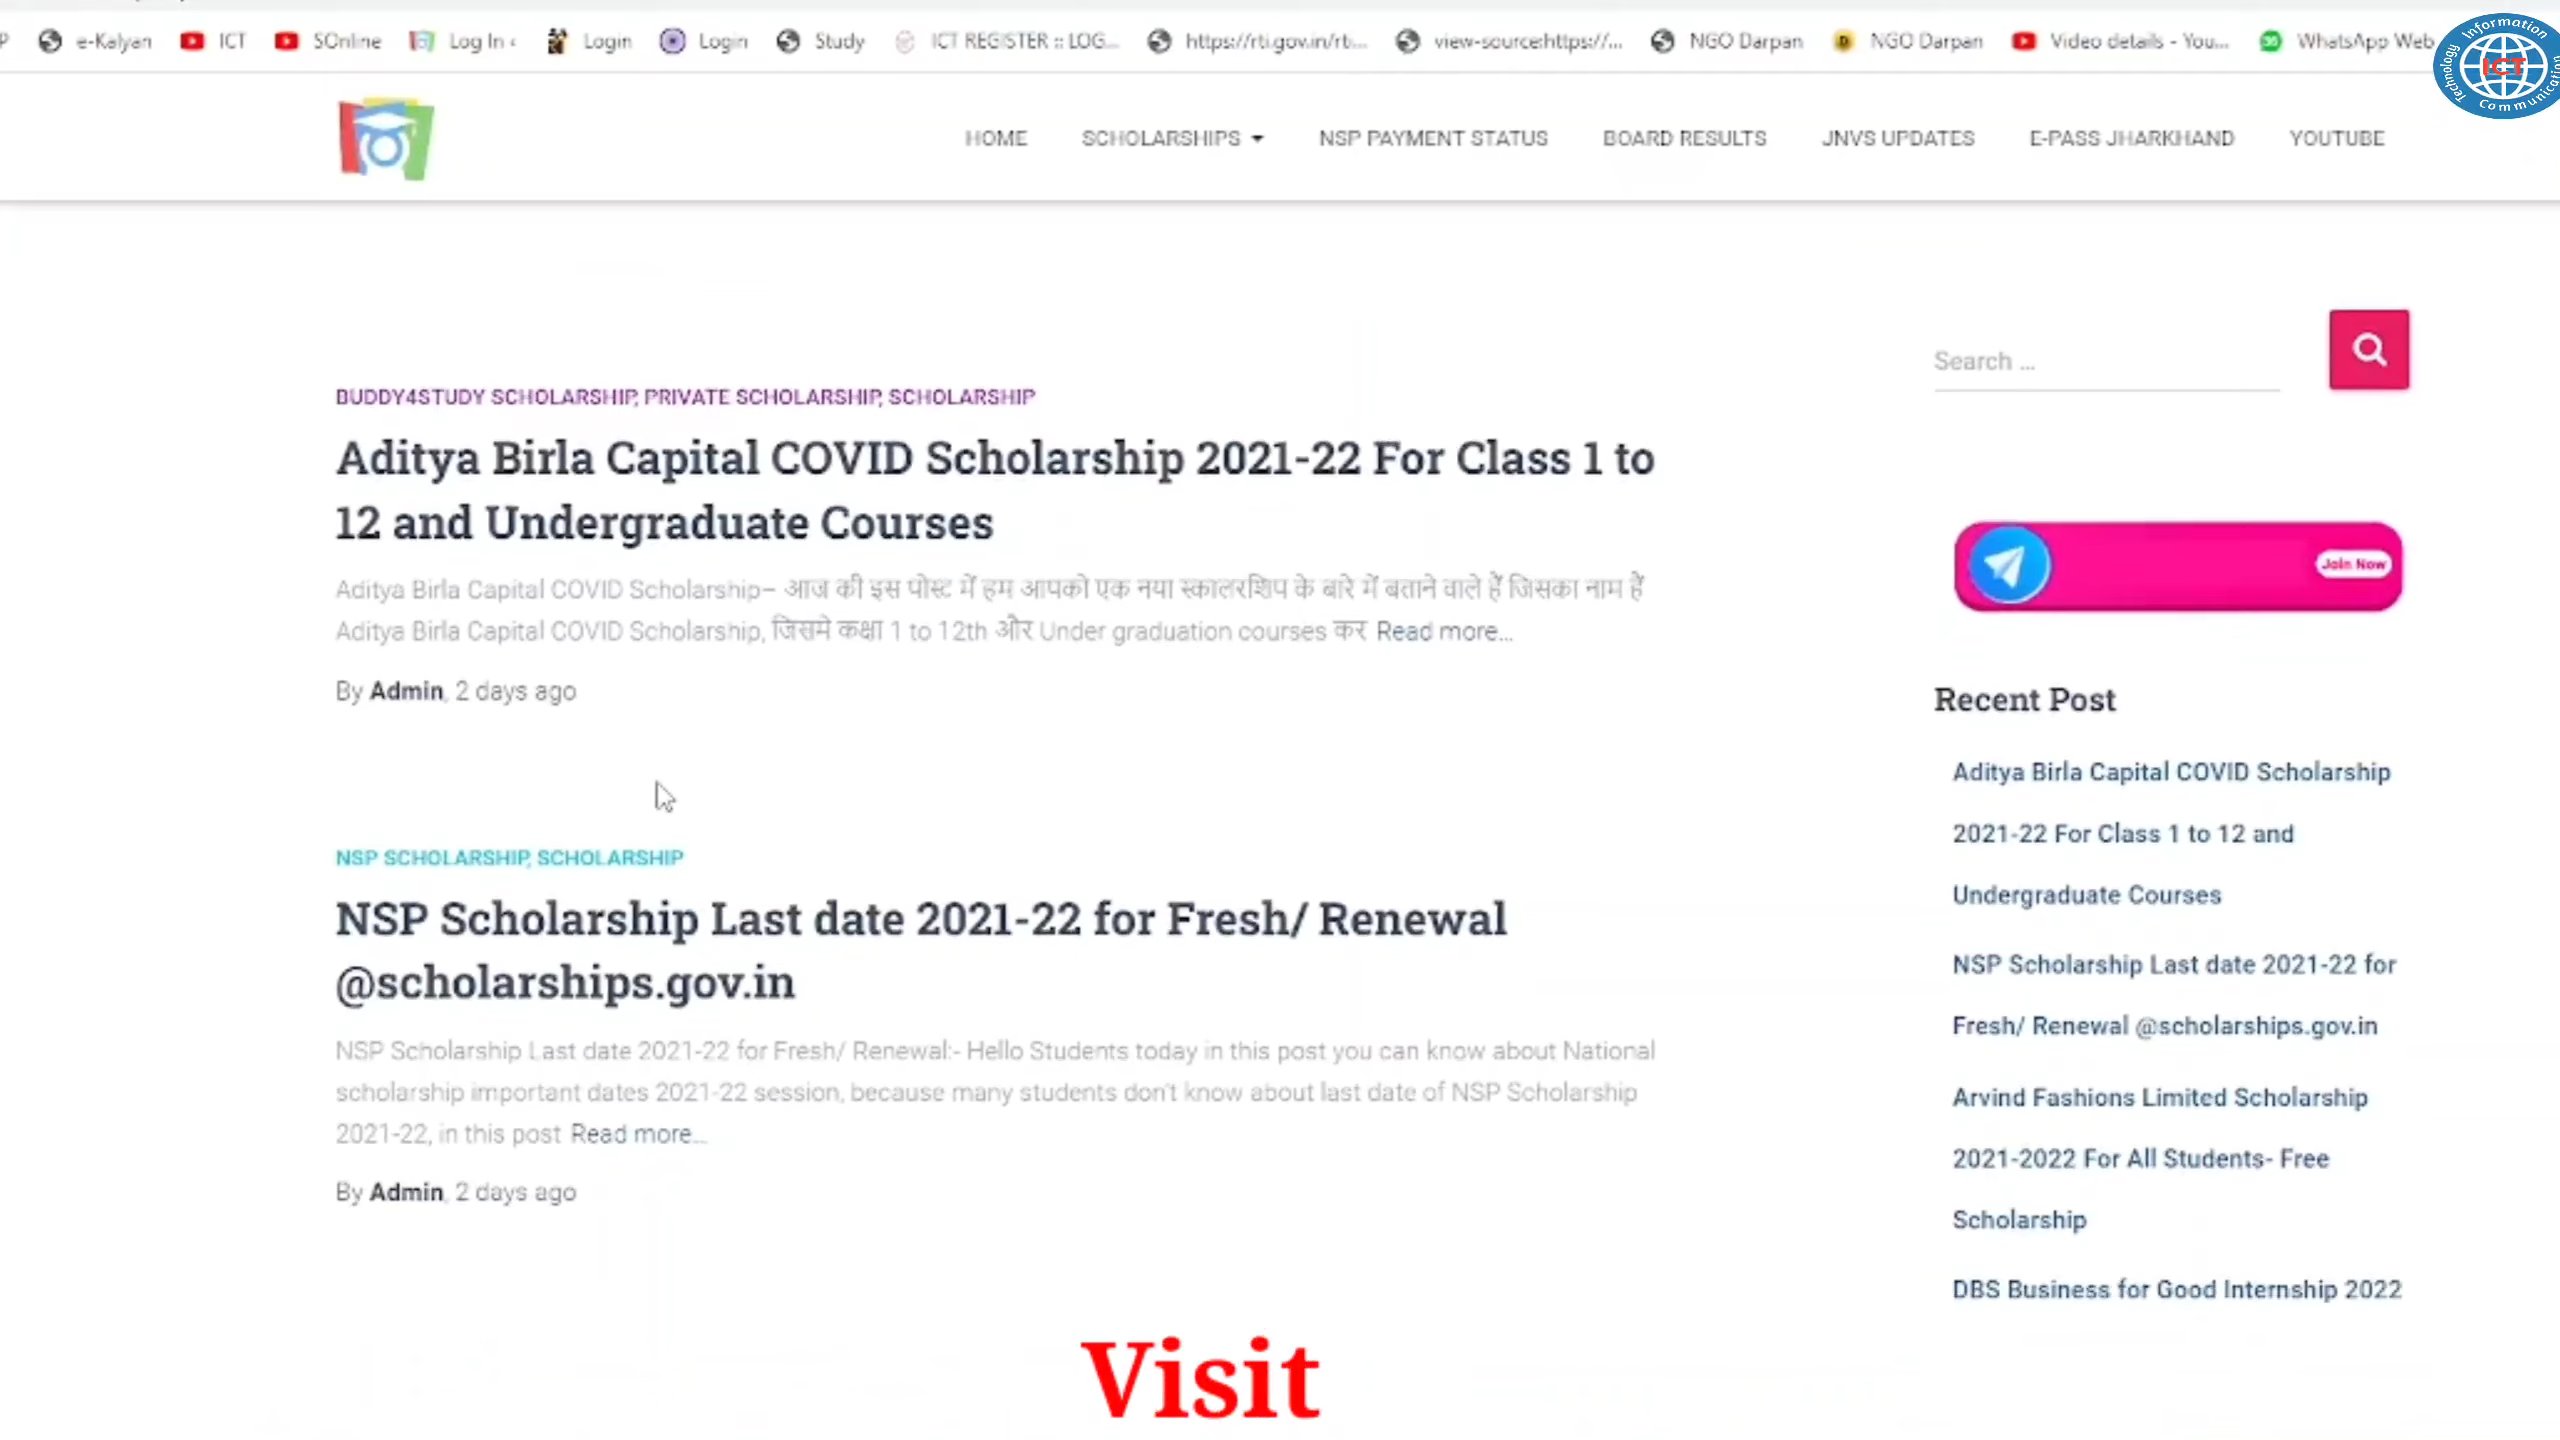 e-Kalyan ICT SOnline Log In Login Login Study ICT REGISTER :: LOG... https://rti.gov.in/rti... view-source:https://... NGO Darpan NGO Darpan Video details - You... WhatsApp Web
Information
Communication
Technology
ICT
HOME SCHOLARSHIPS NSP PAYMENT STATUS BOARD RESULTS JNVS UPDATES E-PASS JHARKHAND YOUTUBE
BUDDY4STUDY SCHOLARSHIP, PRIVATE SCHOLARSHIP, SCHOLARSHIP
Aditya Birla Capital COVID Scholarship 2021-22 For Class 1 to
12 and Undergraduate Courses
Aditya Birla Capital COVID Scholarship– आज की इस पोस्ट में हम आपको एक नया स्कालरशिप के बारे में बताने वाले हैं जिसका नाम हैं
Aditya Birla Capital COVID Scholarship, जिसमे कक्षा 1 to 12th और Under graduation courses कर Read more...
By Admin, 2 days ago
NSP SCHOLARSHIP, SCHOLARSHIP
NSP Scholarship Last date 2021-22 for Fresh/ Renewal
@scholarships.gov.in
NSP Scholarship Last date 2021-22 for Fresh/ Renewal:- Hello Students today in this post you can know about National
scholarship important dates 2021-22 session, because many students don't know about last date of NSP Scholarship
2021-22, in this post Read more...
By Admin, 2 days ago
Search ...
Join Now
Recent Post
Aditya Birla Capital COVID Scholarship
2021-22 For Class 1 to 12 and
Undergraduate Courses
NSP Scholarship Last date 2021-22 for
Fresh/ Renewal @scholarships.gov.in
Arvind Fashions Limited Scholarship
2021-2022 For All Students- Free
Scholarship
DBS Business for Good Internship 2022
Visit